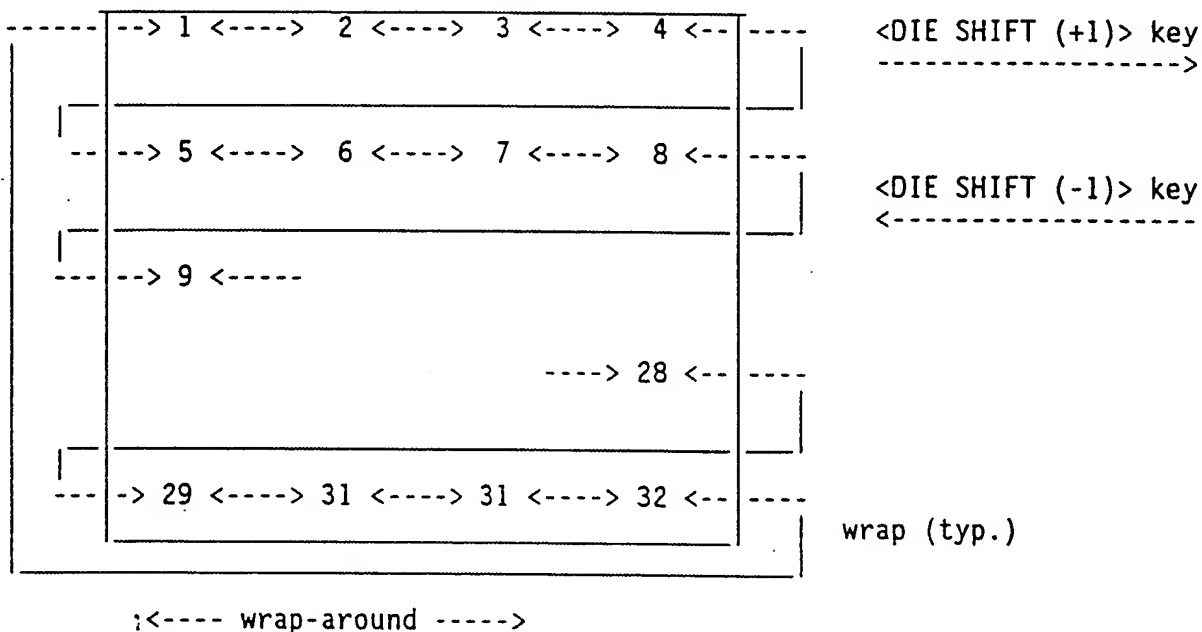 ------ --> 1 <----> 2 <----> 3 <----> 4 <-- ---- <DIE SHIFT (+1)> key
------------------->
-- --> 5 <----> 6 <----> 7 <----> 8 <-- ----
<DIE SHIFT (-1)> key
<-------------------
--- --> 9 <-----
----> 28 <-- ----
--- -> 29 <----> 31 <----> 31 <----> 32 <-- ----
wrap (typ.)
<---- wrap-around ----->